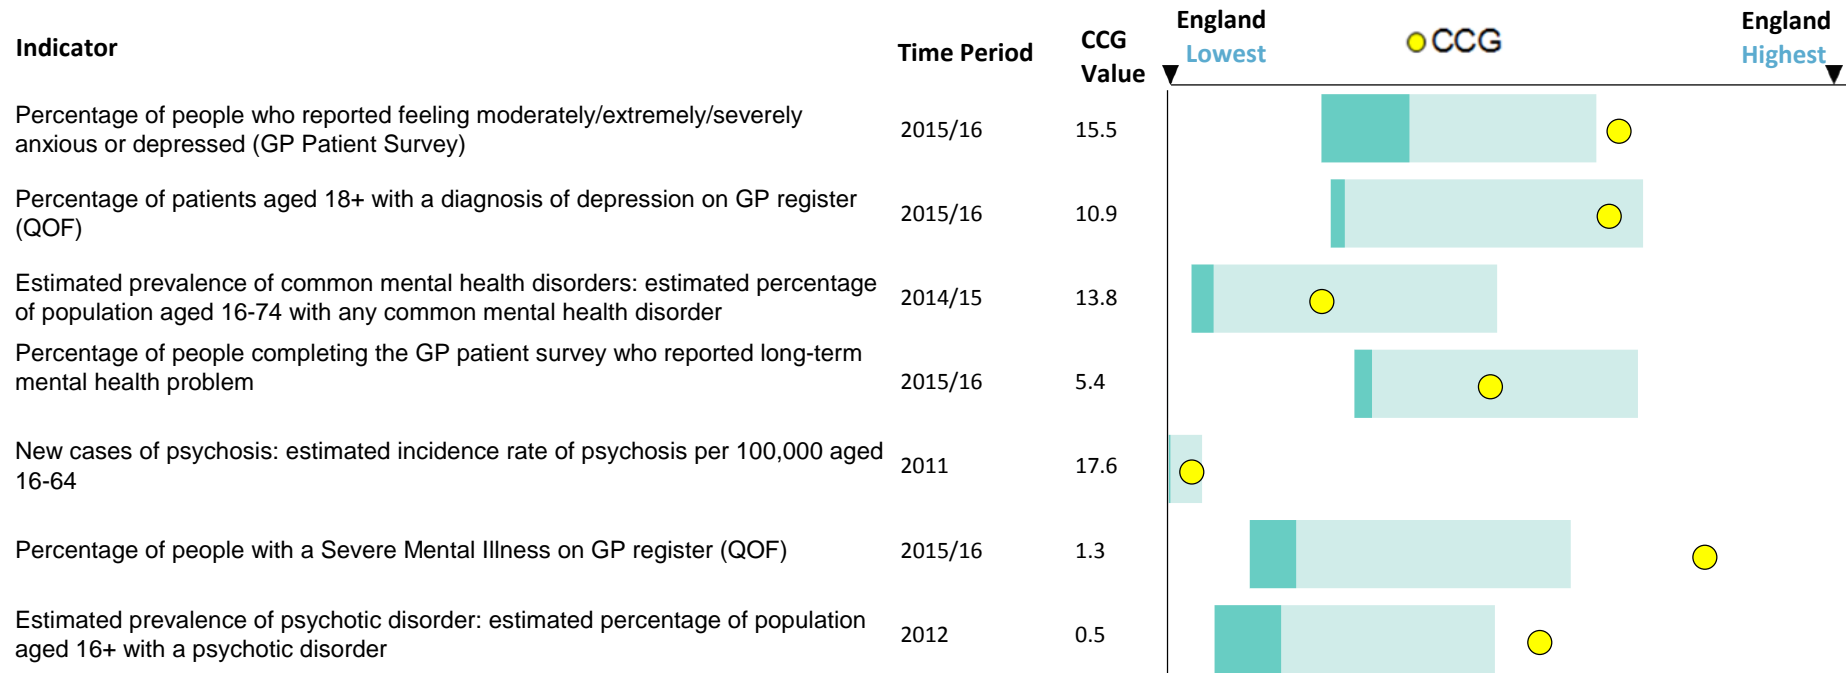 Indicator
Time Period
CCG
Value
England
Lowest
CCG
England
Highest
Percentage of people who reported feeling moderately/extremely/severely
anxious or depressed (GP Patient Survey)
2015/16
15.5
Percentage of patients aged 18+ with a diagnosis of depression on GP register
(QOF)
2015/16
10.9
Estimated prevalence of common mental health disorders: estimated percentage
of population aged 16-74 with any common mental health disorder
2014/15
13.8
Percentage of people completing the GP patient survey who reported long-term
mental health problem
2015/16
5.4
New cases of psychosis: estimated incidence rate of psychosis per 100,000 aged
16-64
2011
17.6
Percentage of people with a Severe Mental Illness on GP register (QOF)
2015/16
1.3
Estimated prevalence of psychotic disorder: estimated percentage of population
aged 16+ with a psychotic disorder
2012
0.5